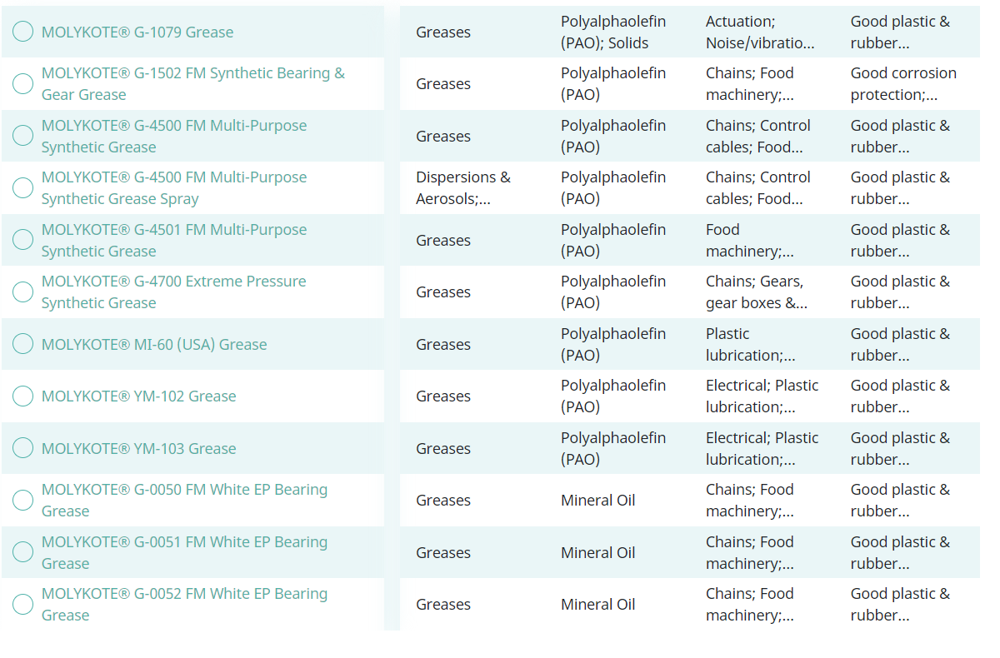 MOLYKOTE® G-1079 Grease
Greases
Polyalphaolefin
(PAO); Solids
Actuation;
Noise/vibratio...
Good plastic &
rubber...
MOLYKOTE® G-1502 FM Synthetic Bearing &
Gear Grease
Greases
Polyalphaolefin
(PAO)
Chains; Food
machinery;...
Good corrosion
protection;...
MOLYKOTE® G-4500 FM Multi-Purpose
Synthetic Grease
Greases
Polyalphaolefin
(PAO)
Chains; Control
cables; Food...
Good plastic &
rubber...
MOLYKOTE® G-4500 FM Multi-Purpose
Synthetic Grease Spray
Dispersions &
Aerosols;...
Polyalphaolefin
(PAO)
Chains; Control
cables; Food...
Good plastic &
rubber...
MOLYKOTE® G-4501 FM Multi-Purpose
Synthetic Grease
Greases
Polyalphaolefin
(PAO)
Food
machinery;...
Good plastic &
rubber...
MOLYKOTE® G-4700 Extreme Pressure
Synthetic Grease
Greases
Polyalphaolefin
(PAO)
Chains; Gears,
gear boxes &...
Good plastic &
rubber...
MOLYKOTE® MI-60 (USA) Grease
Greases
Polyalphaolefin
(PAO)
Plastic
lubrication;...
Good plastic &
rubber...
MOLYKOTE® YM-102 Grease
Greases
Polyalphaolefin
(PAO)
Electrical; Plastic
lubrication;...
Good plastic &
rubber...
MOLYKOTE® YM-103 Grease
Greases
Polyalphaolefin
(PAO)
Electrical; Plastic
lubrication;...
Good plastic &
rubber...
MOLYKOTE® G-0050 FM White EP Bearing
Grease
Greases
Mineral Oil
Chains; Food
machinery;...
Good plastic &
rubber...
MOLYKOTE® G-0051 FM White EP Bearing
Grease
Greases
Mineral Oil
Chains; Food
machinery;...
Good plastic &
rubber...
MOLYKOTE® G-0052 FM White EP Bearing
Grease
Greases
Mineral Oil
Chains; Food
machinery;...
Good plastic &
rubber...